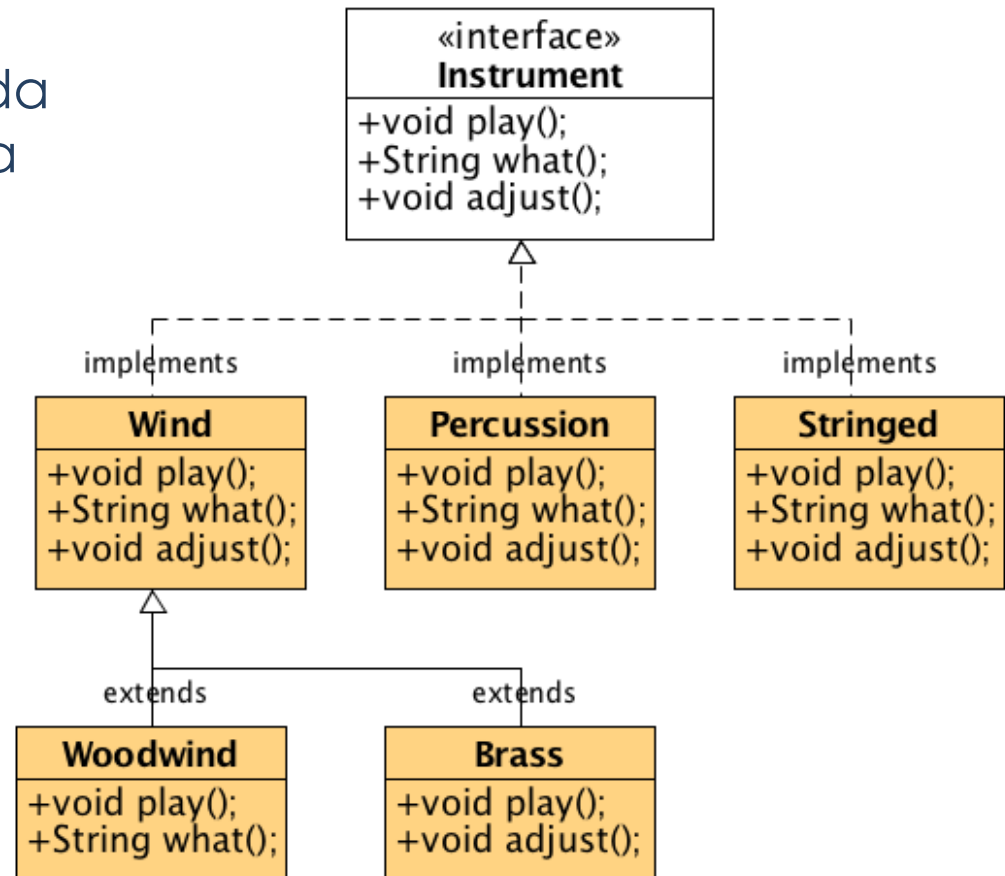 da
a
«interface»
Instrument
+void play();
+String what();
+void adjust();
implements
implements
implements
Wind
+void play();
+String what();
+void adjust();
Percussion
+void play();
+String what();
+void adjust();
Stringed
+void play();
+String what();
+void adjust();
extends
extends
Woodwind
+void play();
+String what();
Brass
+void play();
+void adjust();